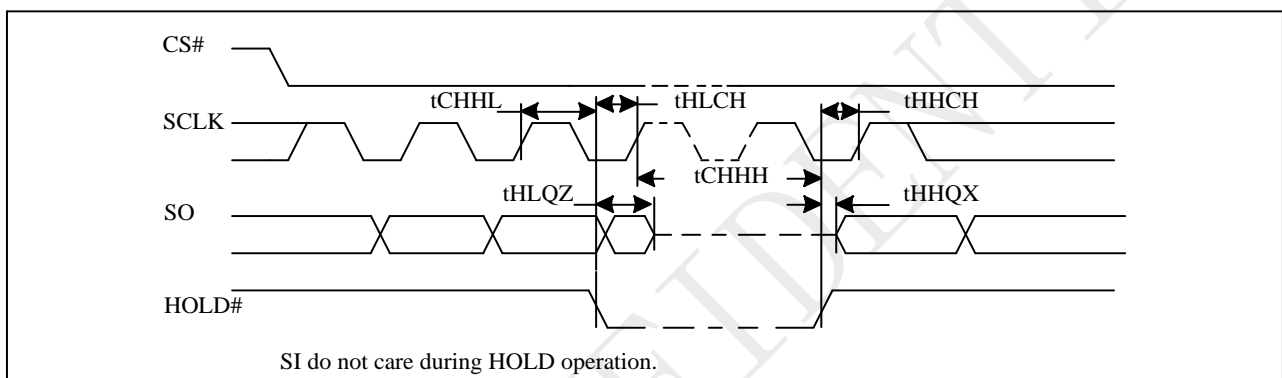 CS#
tCHHL
tHLCH
tHHCH
SCLK
tCHHH
tHLQZ
tHHQX
SO
HOLD#
SI do not care during HOLD operation.